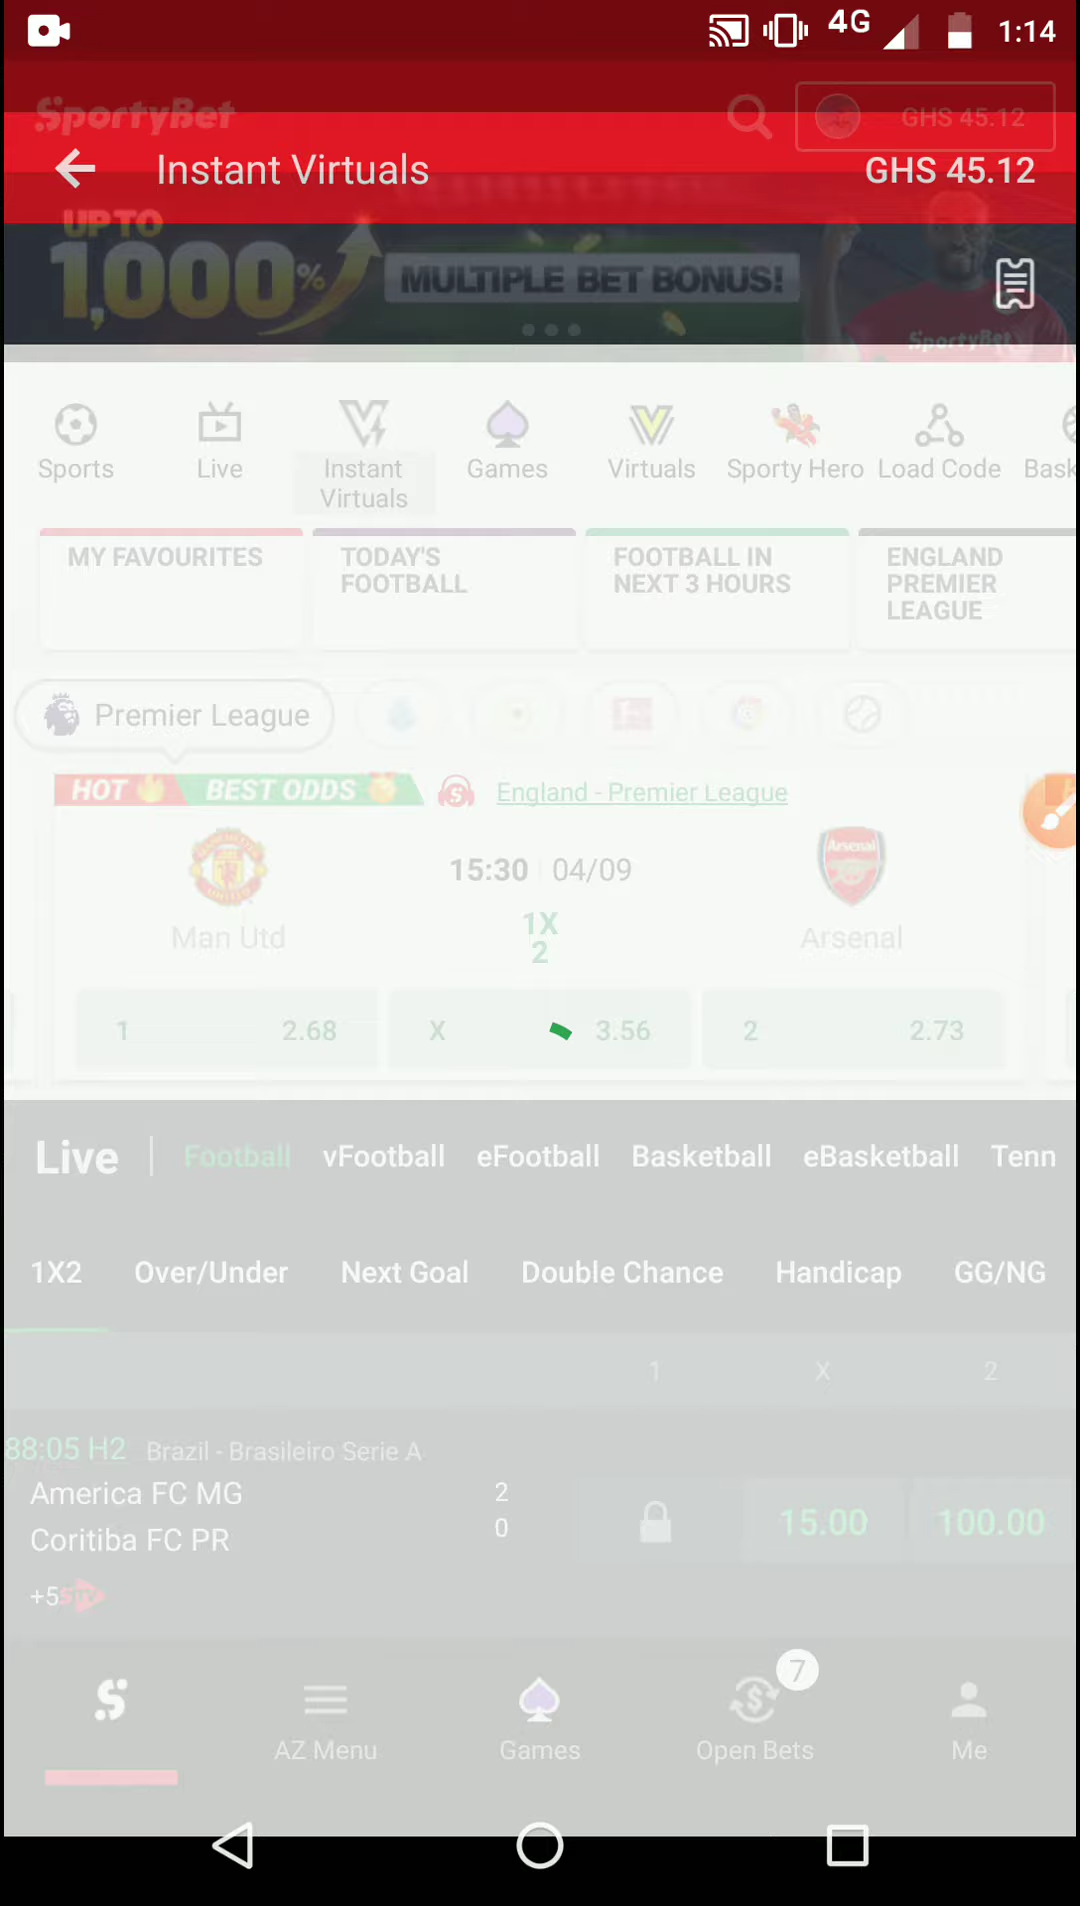 4G 1:14
SportyBet GHS 45.12
Instant Virtuals GHS 45.12
UP TO
1,000% MULTIPLE BET BONUS!
SportyBet
Sports Live Instant Virtuals Games Virtuals Sporty Hero Load Code Bask
MY FAVOURITES
TODAY'S
FOOTBALL
FOOTBALL IN
NEXT 3 HOURS
ENGLAND
PREMIER
LEAGUE
Premier League
HOT BEST ODDS England - Premier League
15:30 04/09
Man Utd
1X
2
Arsenal
1 2.68 X 3.56 2 2.73
Live Football vFootball eFootball Basketball eBasketball Tenn
1X2 Over/Under Next Goal Double Chance Handicap GG/NG
1 X 2
88:05 H2 Brazil - Brasileiro Serie A
America FC MG 2
Coritiba FC PR 0
15.00 100.00
+5
7
AZ Menu Games Open Bets Me